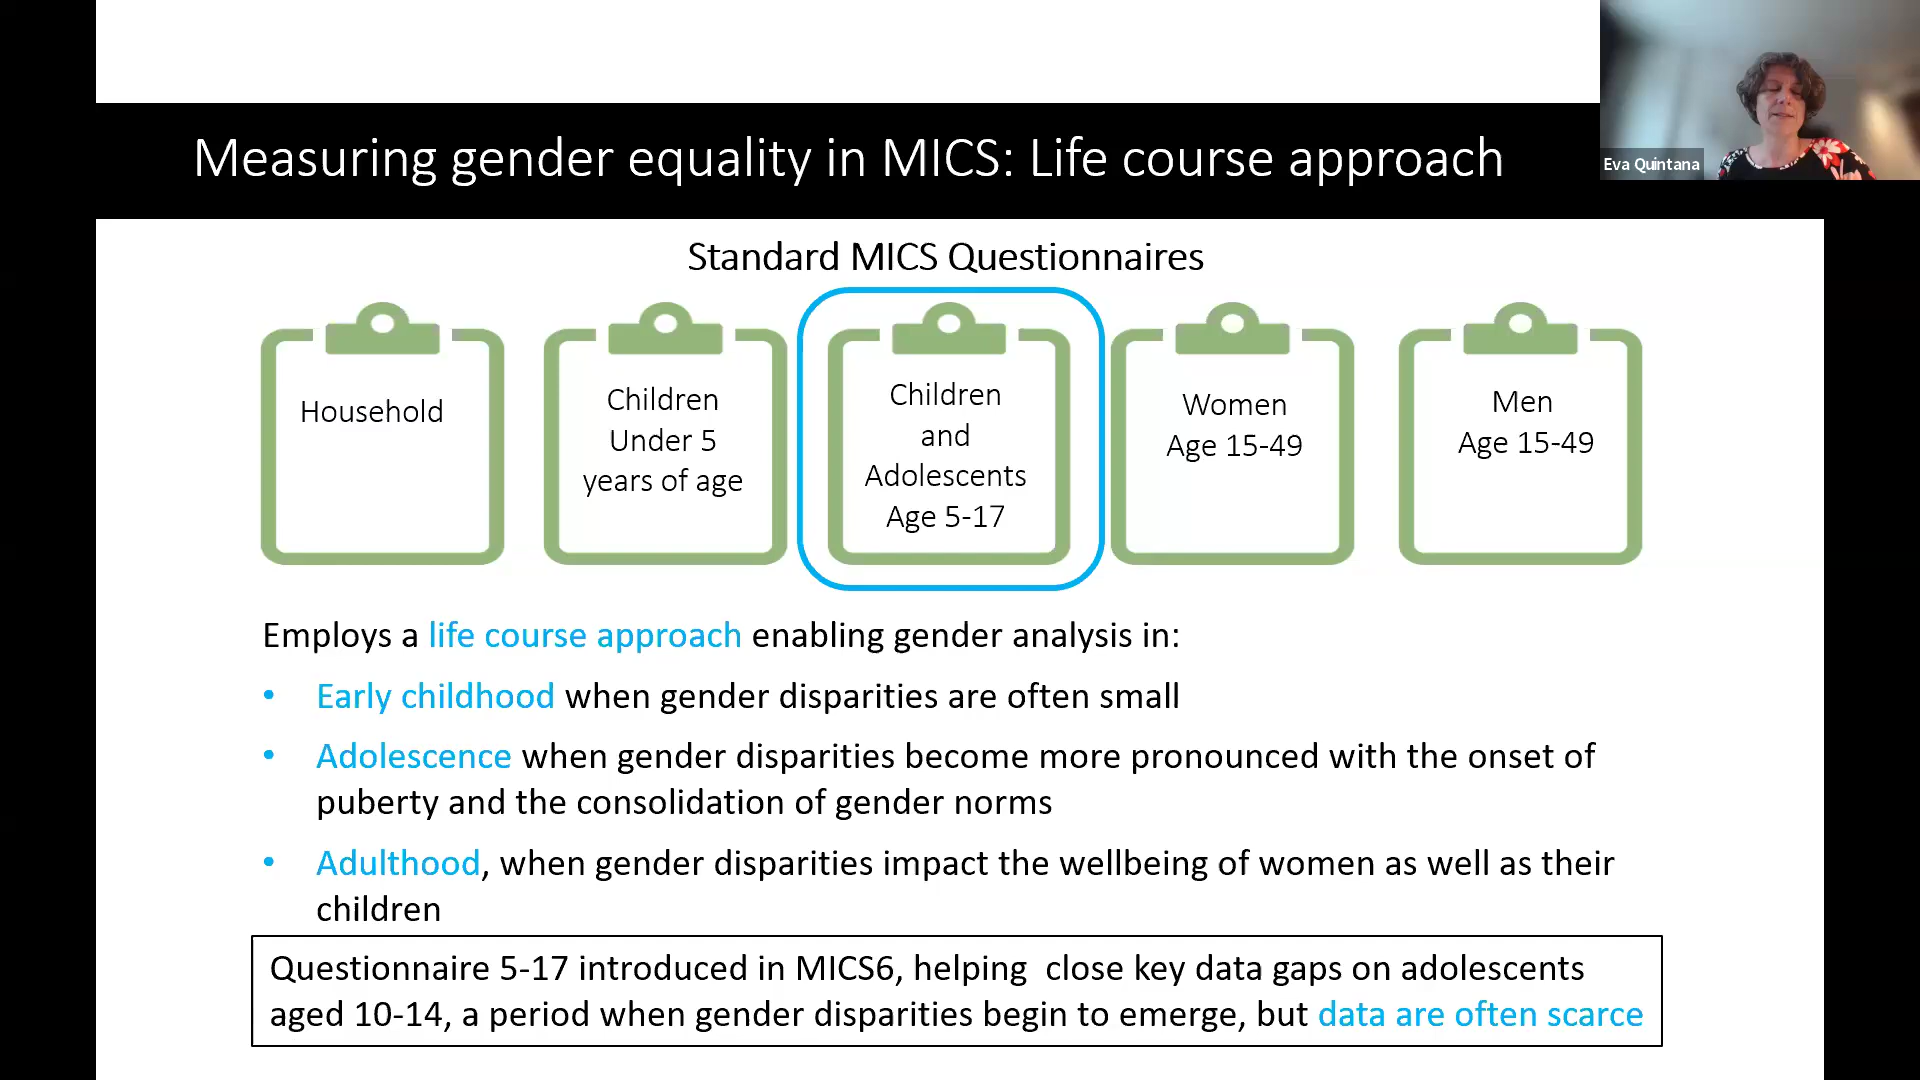 Measuring gender equality in MICS: Life course approach
Eva Quintana
Standard MICS Questionnaires
Household
Children
Under 5
years of age
Children
and
Adolescents
Age 5-17
Women
Age 15-49
Men
Age 15-49
Employs a life course approach enabling gender analysis in:
• Early childhood when gender disparities are often small
• Adolescence when gender disparities become more pronounced with the onset of
puberty and the consolidation of gender norms
• Adulthood, when gender disparities impact the wellbeing of women as well as their
children
Questionnaire 5-17 introduced in MICS6, helping close key data gaps on adolescents
aged 10-14, a period when gender disparities begin to emerge, but data are often scarce